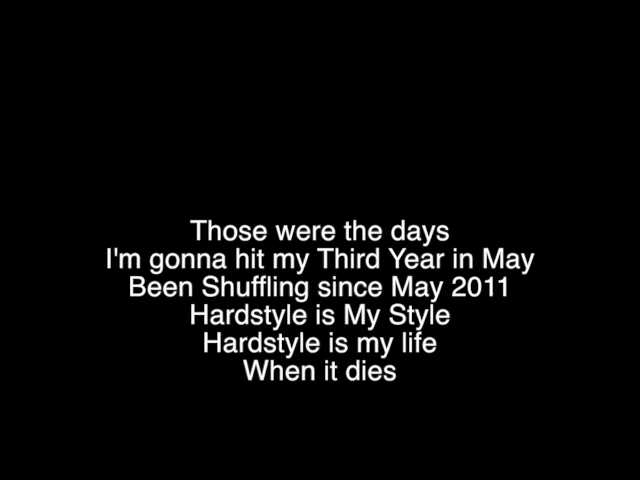 Those were the days
I'm gonna hit my Third Year in May
Been Shuffling since May 2011
Hardstyle is My Style
Hardstyle is my life
When it dies